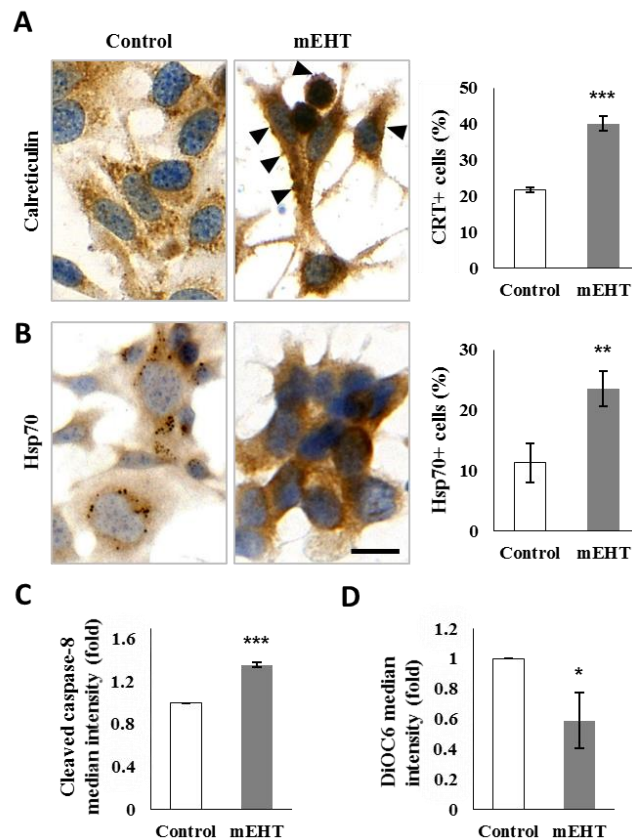 A
Control
mEHT
Calreticulin
CRT+ cells (%)
50
40
30
20
10
0
***
Control mEHT
B
Hsp70
Hsp70+ cells (%)
30
20
10
0
**
Control mEHT
C
Cleaved caspase-8
median intensity (fold)
1.6
1.2
0.8
0.4
0
***
Control mEHT
D
DiOC6 median
intensity (fold)
1.2
1
0.8
0.6
0.4
0.2
0
*
Control mEHT